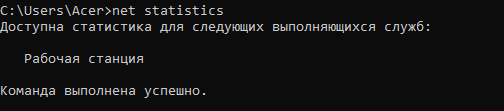 C:\Users\Acer>net statistics
Доступна статистика для следующих выполняющихся служб:
Рабочая станция
Команда выполнена успешно.